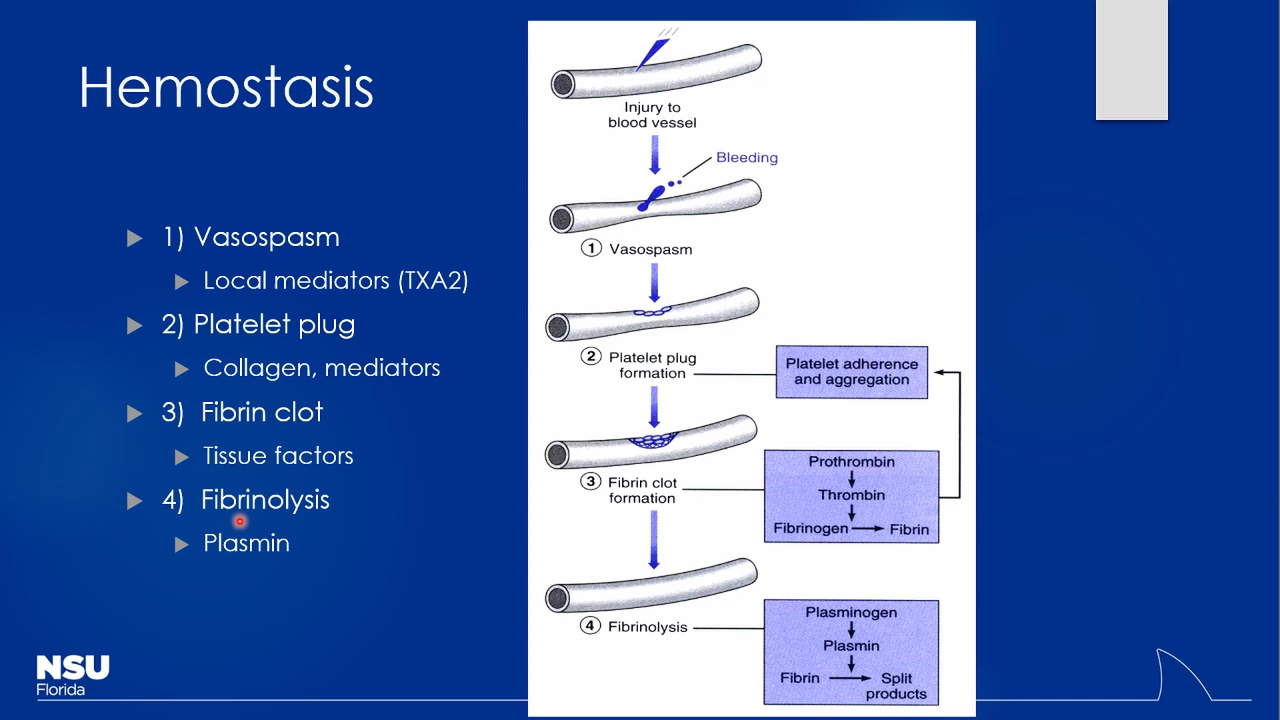 Hemostasis
1) Vasospasm
Local mediators (TXA2)
2) Platelet plug
Collagen, mediators
3) Fibrin clot
Tissue factors
4) Fibrinolysis
Plasmin
NSU
Florida
Injury to
blood vessel
Bleeding
1 Vasospasm
2 Platelet plug
formation
Platelet adherence
and aggregation
3 Fibrin clot
formation
Prothrombin
Thrombin
Fibrinogen Fibrin
4 Fibrinolysis
Plasminogen
Plasmin
Fibrin Split
products